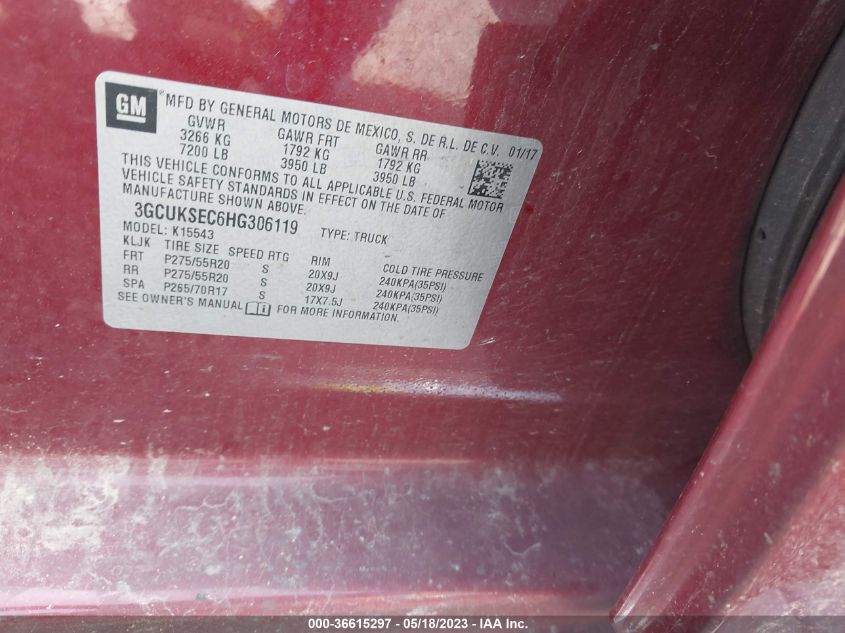 GM
MFD BY GENERAL MOTORS DE MEXICO, S. DE R.L. DE C.V. 01/17
GVWR GAWR FRT GAWR RR
3266 KG 1792 KG 1792 KG
7200 LB 3950 LB 3950 LB
THIS VEHICLE CONFORMS TO ALL APPLICABLE U.S. FEDERAL MOTOR
VEHICLE SAFETY STANDARDS IN EFFECT ON THE DATE OF
MANUFACTURE SHOWN ABOVE.
3GCUKSEC6HG306119
MODEL: K15543 TYPE: TRUCK
KLJK TIRE SIZE SPEED RTG RIM COLD TIRE PRESSURE
FRT P275/55R20 S 20X9J 240KPA(35PSI)
RR P275/55R20 S 20X9J 240KPA(35PSI)
SPA P265/70R17 S 17X7.5J 240KPA(35PSI)
SEE OWNER'S MANUAL FOR MORE INFORMATION.
000-36615297 - 05/18/2023 - IAA Inc.